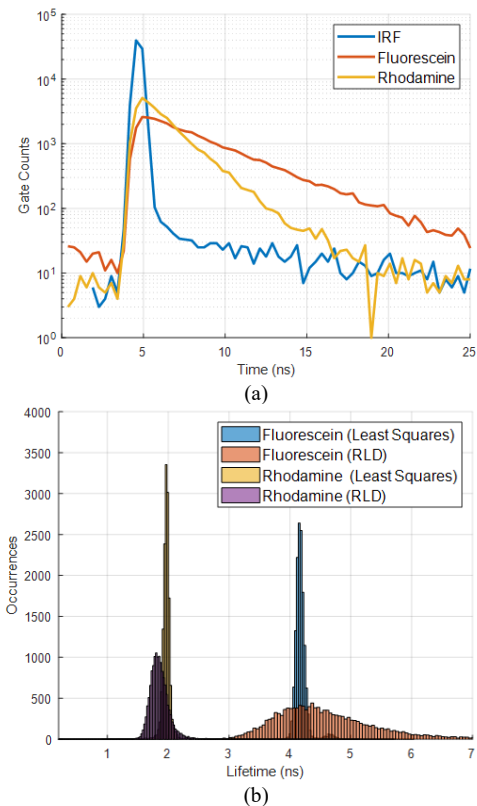 10^5
10^4
10^3
10^2
10^1
10^0
Gate Counts
IRF
Fluorescein
Rhodamine
0 5 10 15 20 25
Time (ns)
(a)
4000
3500
3000
2500
2000
1500
1000
500
0
Occurrences
Fluorescein (Least Squares)
Fluorescein (RLD)
Rhodamine (Least Squares)
Rhodamine (RLD)
1 2 3 4 5 6 7
Lifetime (ns)
(b)